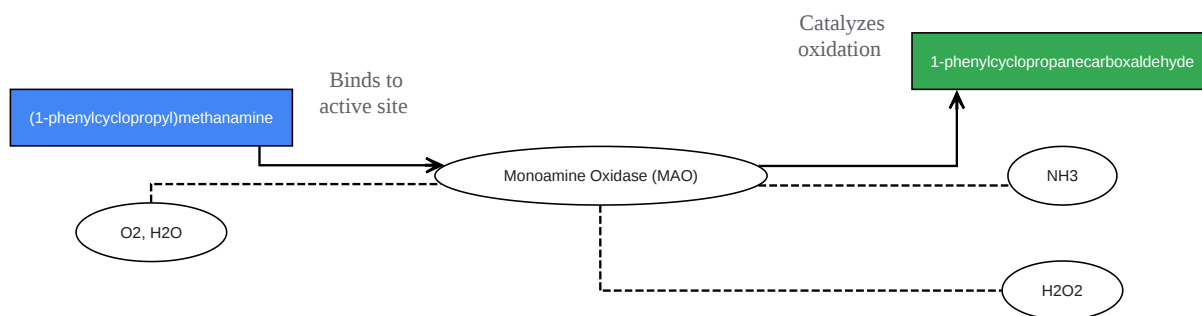 Catalyzes
oxidation
1-phenylcyclopropanecarboxaldehyde
Binds to
active site
(1-phenylcyclopropyl)methanamine
Monoamine Oxidase (MAO)
NH3
O2, H2O
H2O2